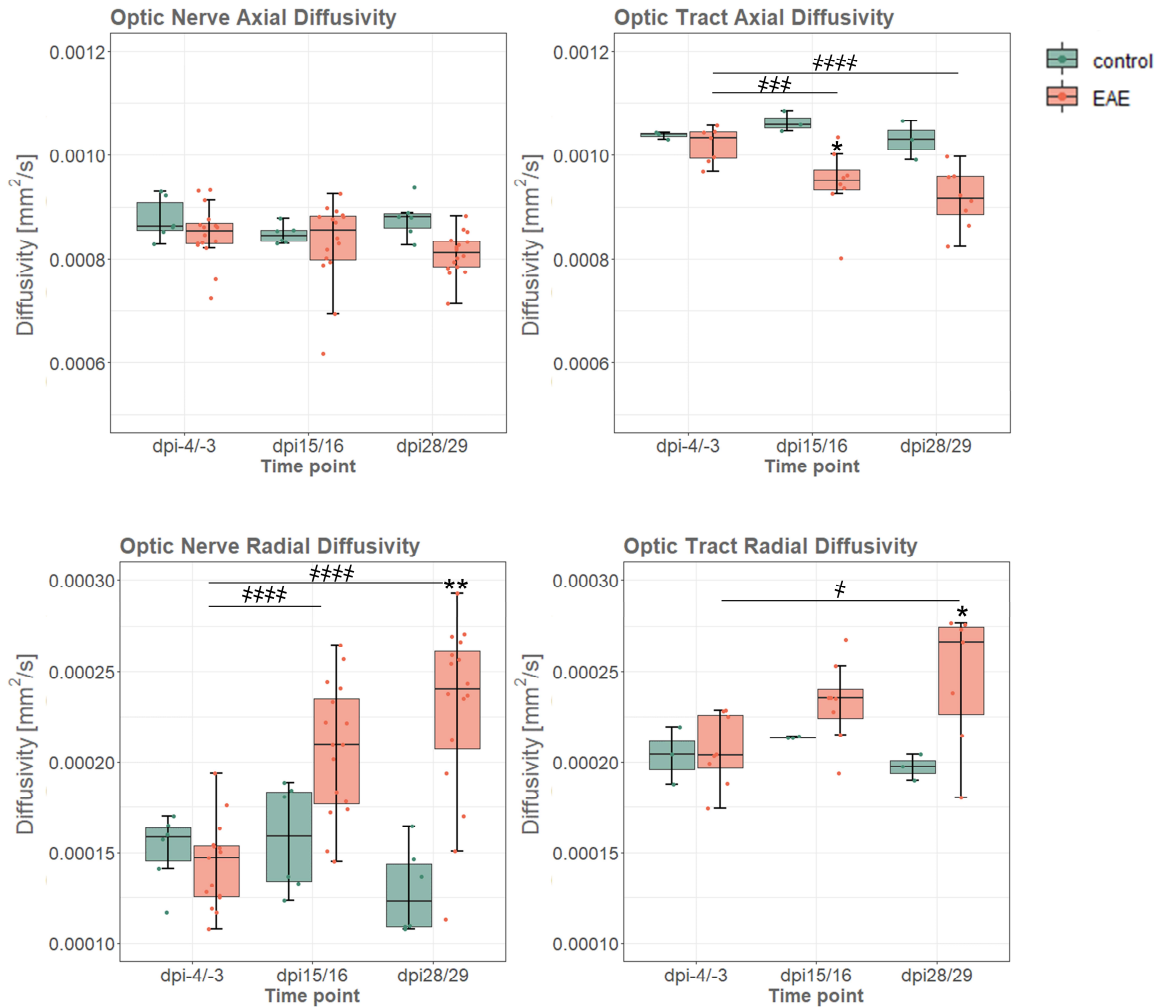 Optic Nerve Axial Diffusivity
0.0012
0.0010
0.0008
0.0006
Diffusivity [mm²/s]
dpi-4/-3 dpi15/16 dpi28/29
Time point
Optic Tract Axial Diffusivity
####
###
*
0.0012
0.0010
0.0008
0.0006
Diffusivity [mm²/s]
dpi-4/-3 dpi15/16 dpi28/29
Time point
control
EAE
Optic Nerve Radial Diffusivity
####
**
####
0.00030
0.00025
0.00020
0.00015
0.00010
Diffusivity [mm²/s]
dpi-4/-3 dpi15/16 dpi28/29
Time point
Optic Tract Radial Diffusivity
#
*
0.00030
0.00025
0.00020
0.00015
0.00010
Diffusivity [mm²/s]
dpi-4/-3 dpi15/16 dpi28/29
Time point